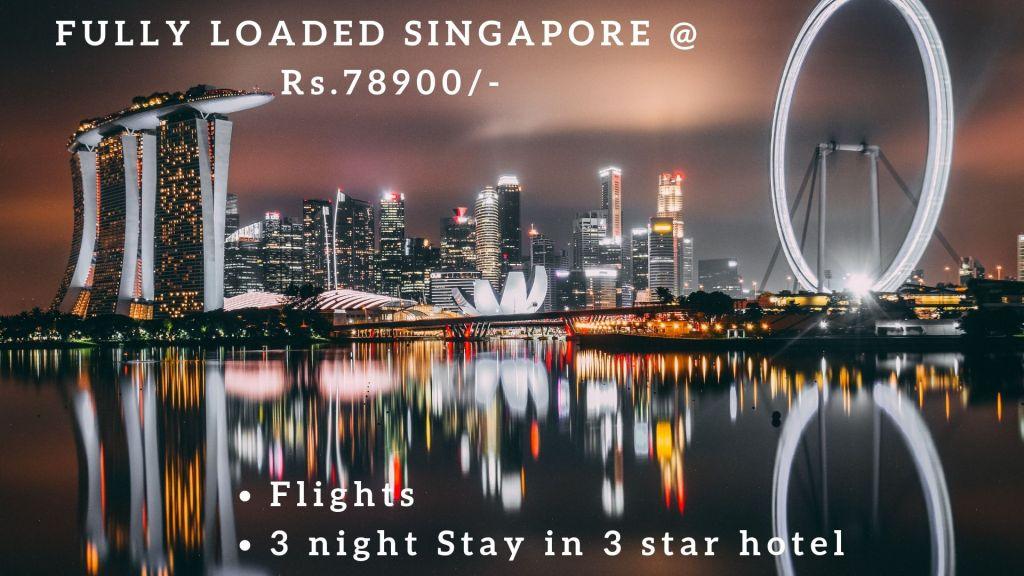 FULLY LOADED SINGAPORE @
Rs.78900/-
• Flights
• 3 night Stay in 3 star hotel